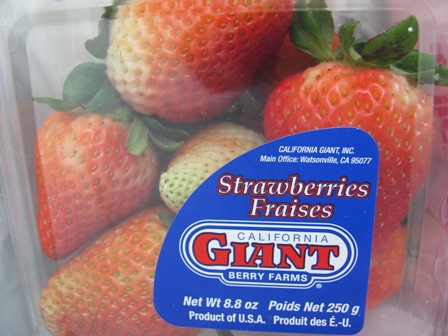 CALIFORNIA GIANT, INC.
Main Office: Watsonville, CA 95077
Strawberries
Fraises
CALIFORNIA
GIANT
BERRY FARMS ®
Net Wt 8.8 oz Poids Net 250 g
Product of U.S.A. Produit des É.-U.